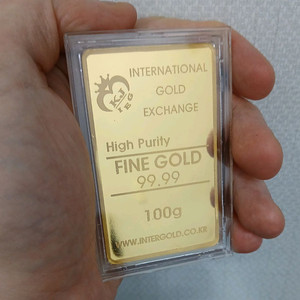 INTERNATIONAL
GOLD
EXCHANGE
High Purity
FINE GOLD
99.99
100g
WWW.INTERGOLD.CO.KR